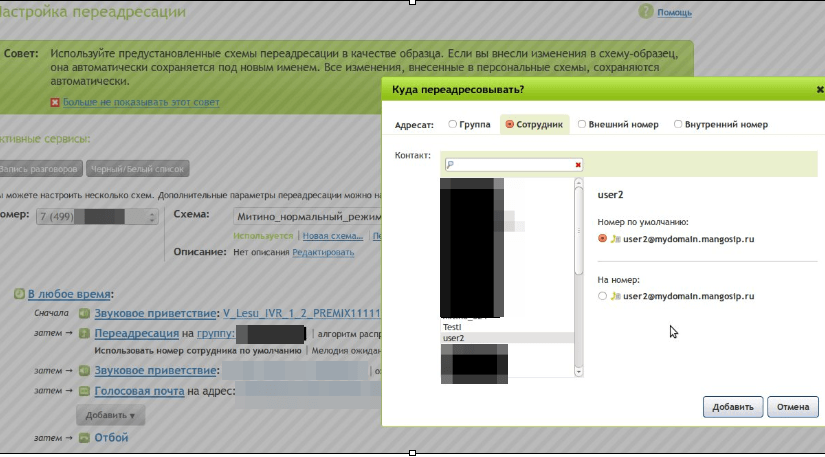 астройка переадресации
Помощь
Совет: Используйте предустановленные схемы переадресации в качестве образца. Если вы внесли изменения в схему-образец,
она автоматически сохраняется под новым именем. Все изменения, внесенные в персональные схемы, сохраняются
автоматически.
Больше не показывать этот совет
ктивные сервисы:
Запись разговоров Черный/Белый список
ы можете настроить несколько схем. Дополнительные параметры переадресации можно на
омер: 7 (499) Схема: Митино_нормальный_режим
Используется | Новая схема... | Пе
Описание: Нет описания Редактировать
В любое время:
Сначала Звуковое приветствие: V_Lesu_IVR_1_2_PREMIX11111
затем → Переадресация на группу: | алгоритм распр
Использовать номер сотрудника по умолчанию | Мелодия ожидан
затем → Звуковое приветствие:
затем → Голосовая почта на адрес:
Добавить ▾
затем → Отбой
Куда переадресовывать?
Адресат: Группа Сотрудник Внешний номер Внутренний номер
Контакт:
user2
Номер по умолчанию:
user2@mydomain.mangosip.ru
На номер:
user2@mydomain.mangosip.ru
user2
Добавить Отмена